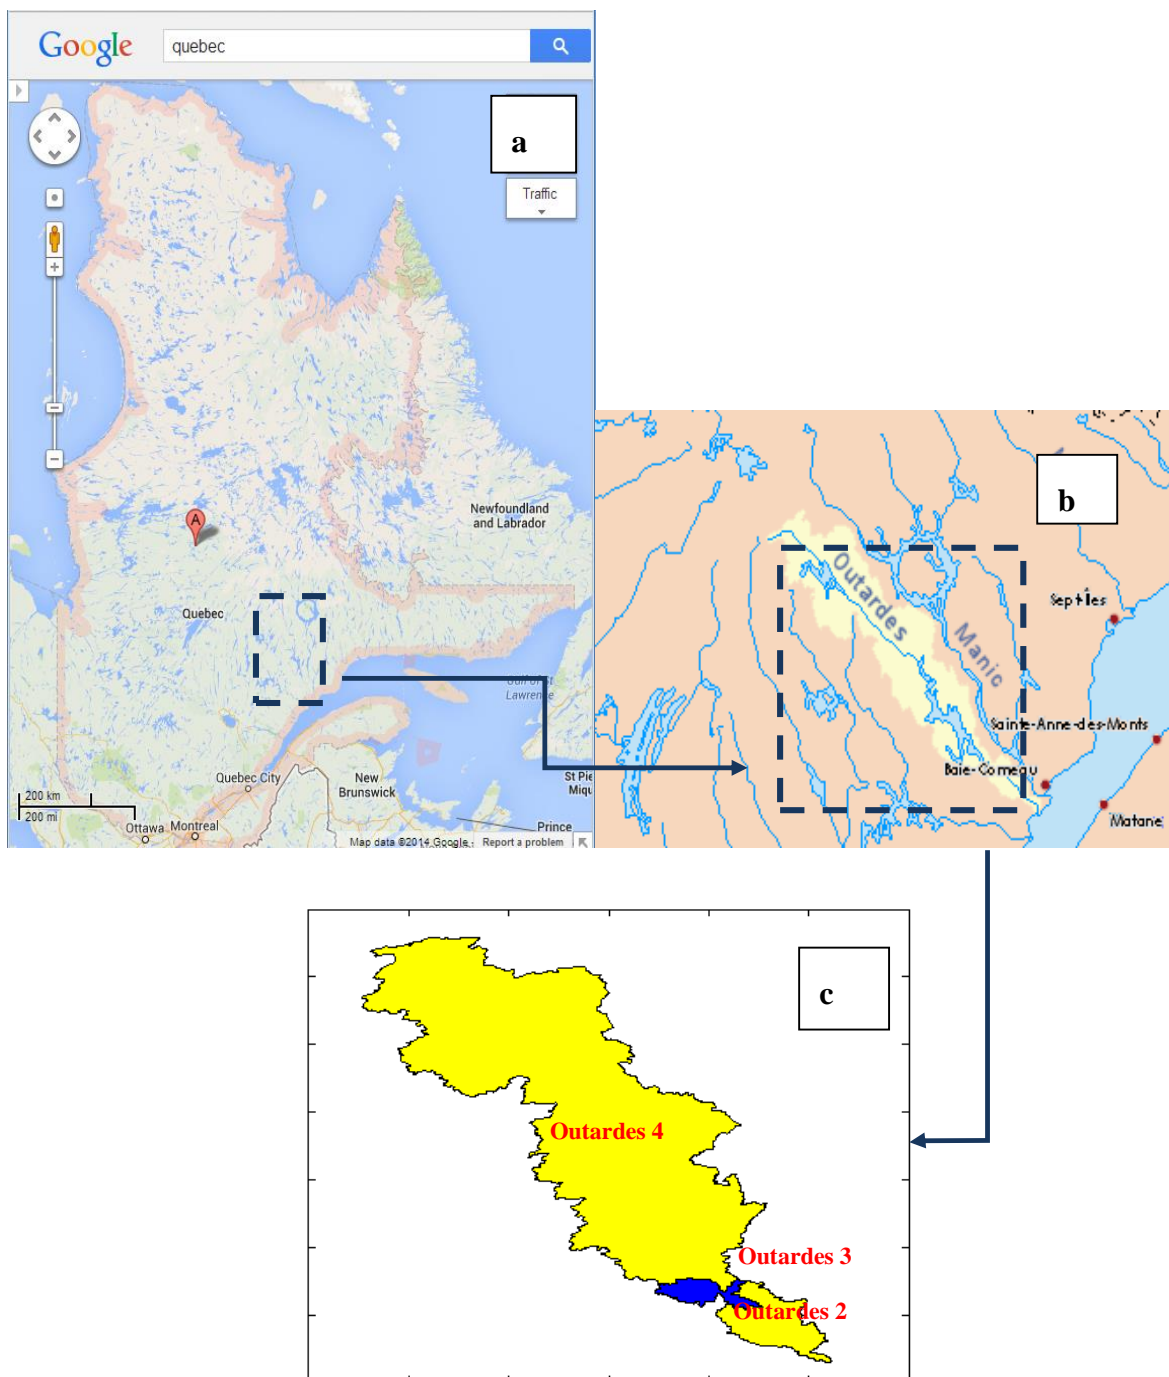 Google
quebec
a
Traffic
Newfoundland
and Labrador
A
Quebec
Gulf of St
Lawrence
Quebec City
New
Brunswick
St Pie
Miqu
200 km
200 mi
Ottawa
Montreal
Prince
Map data ©2014 Google
Report a problem
b
Outardes
Manic
Sept-Îles
Sainte-Anne-des-Monts
Baie-Comeau
Matane
c
Outardes 4
Outardes 3
Outardes 2